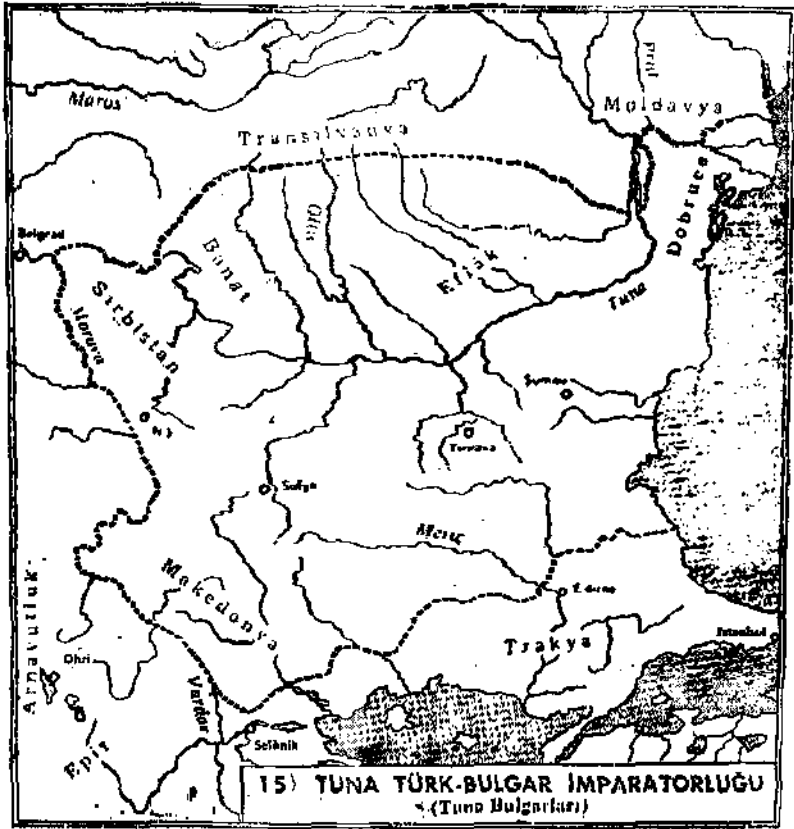 Maros
prut
Moldavya
Transilvanya
Dobruca
Belgrad
Banat
Olt
Eflâk
Tuna
Sırbistan
Morava
Niş
Şumnu
Tırnova
Sofya
Meriç
Edirne
Makedonya
Trakya
İstanbul
Arnavutluk
Ohri
Vardar
Selânik
Epir
15) TUNA TÜRK-BULGAR İMPARATORLUĞU
(Tuna Bulgarları)